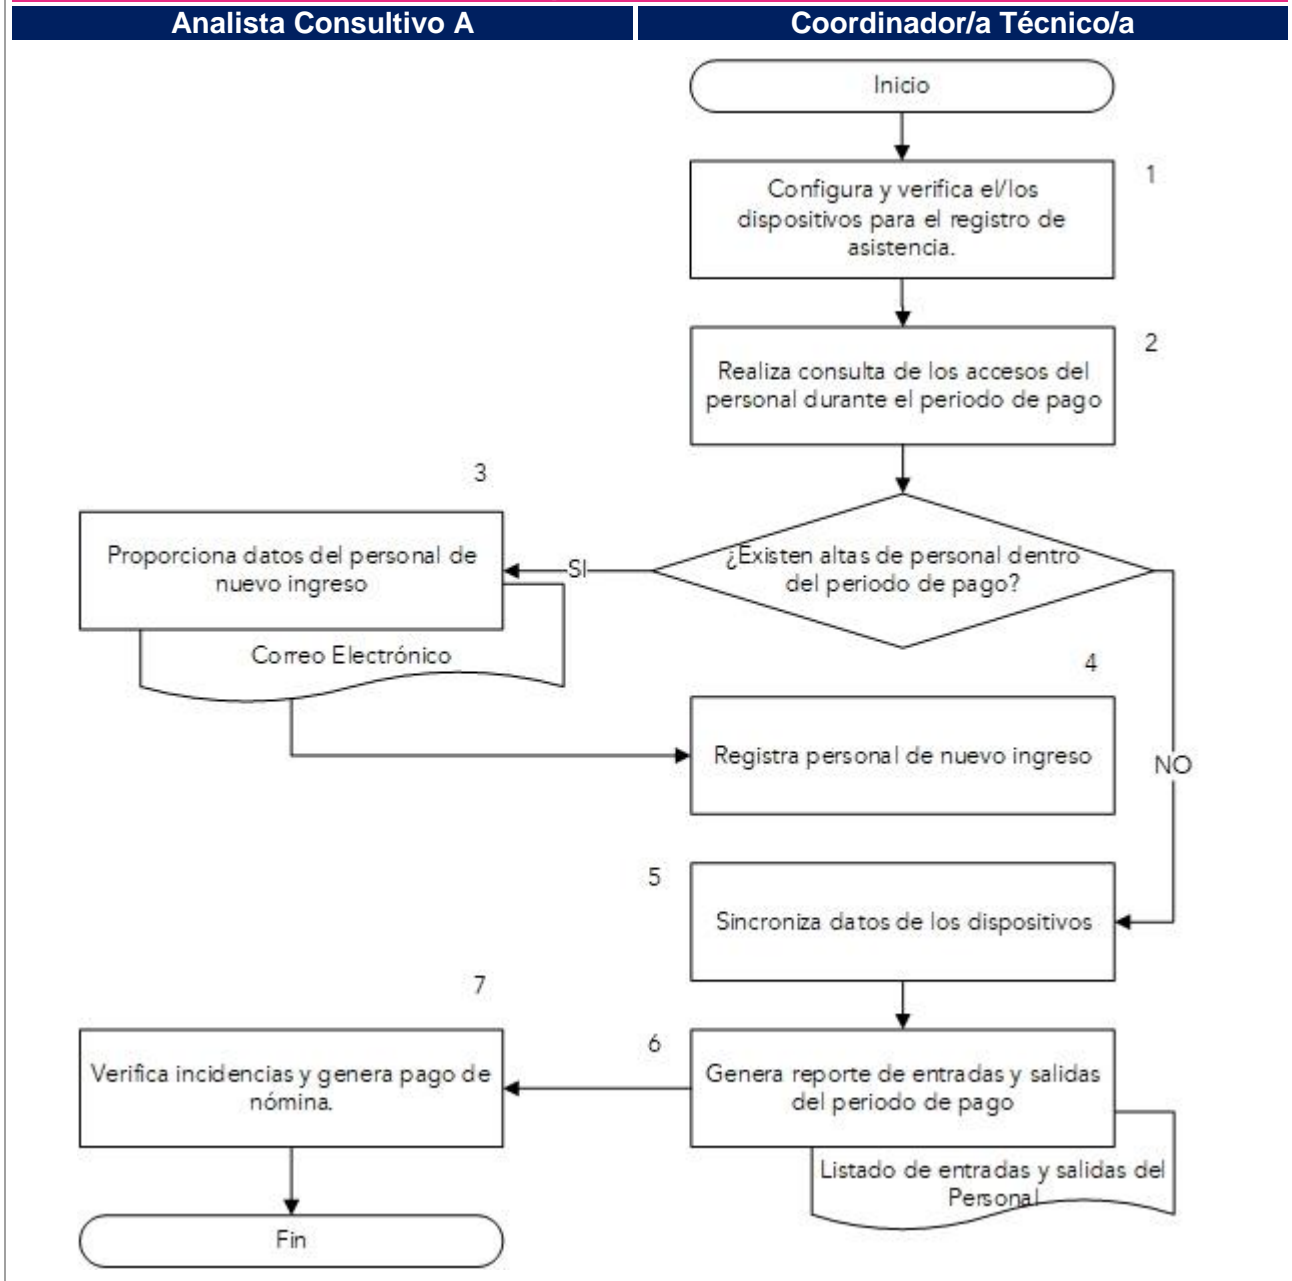 Analista Consultivo A
Coordinador/a Técnico/a
Inicio
1
Configura y verifica el/los
dispositivos para el registro de
asistencia.
2
Realiza consulta de los accesos del
personal durante el periodo de pago
3
Proporciona datos del personal de
nuevo ingreso
SI
¿Existen altas de personal dentro
del periodo de pago?
Correo Electrónico
4
Registra personal de nuevo ingreso
NO
5
Sincroniza datos de los dispositivos
7
6
Verifica incidencias y genera pago de
nómina.
Genera reporte de entradas y salidas
del periodo de pago
Listado de entradas y salidas del
Personal
Fin